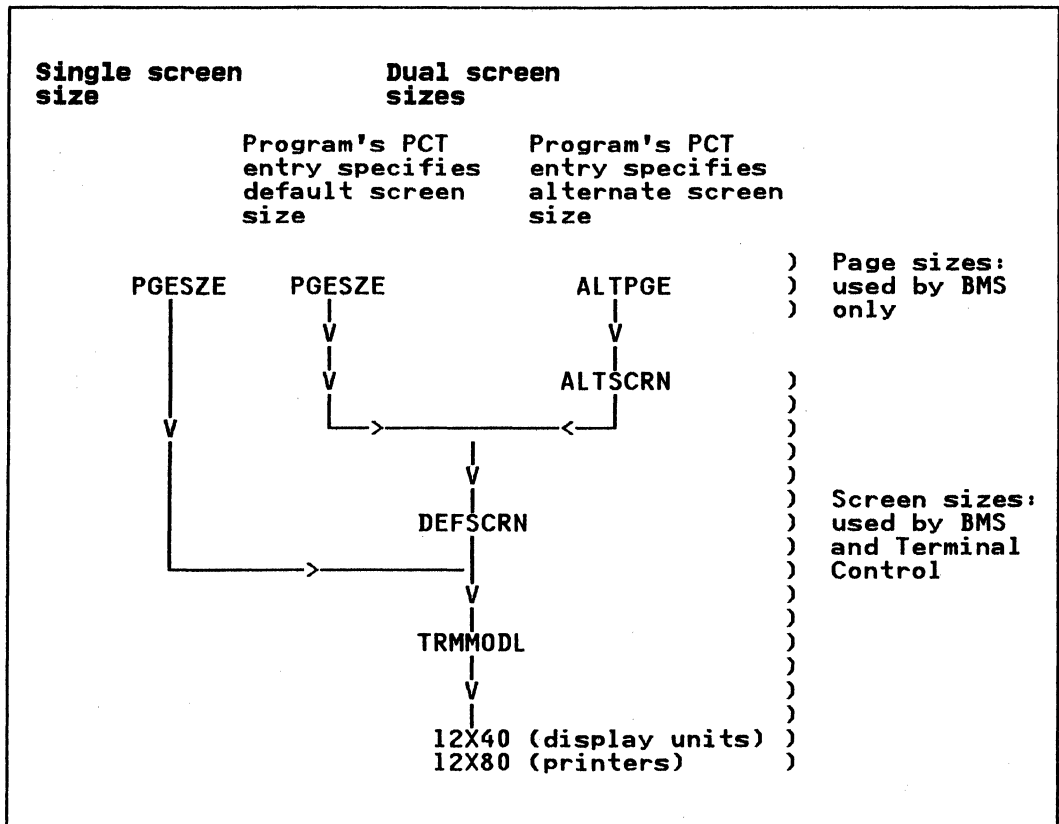 Single screen size
Dual screen sizes
Program's PCT
entry specifies
default screen
size
Program's PCT
entry specifies
alternate screen
size
PGESZE PGESZE ALTPGE
) Page sizes:
) used by BMS
) only
V
V V
ALTSCRN )
)
V > < )
)
V )
) Screen sizes:
DEFSCRN ) used by BMS
) and Terminal
> ) Control
V )
)
TRMMODL )
)
V )
)
12X40 (display units) )
12X80 (printers) )